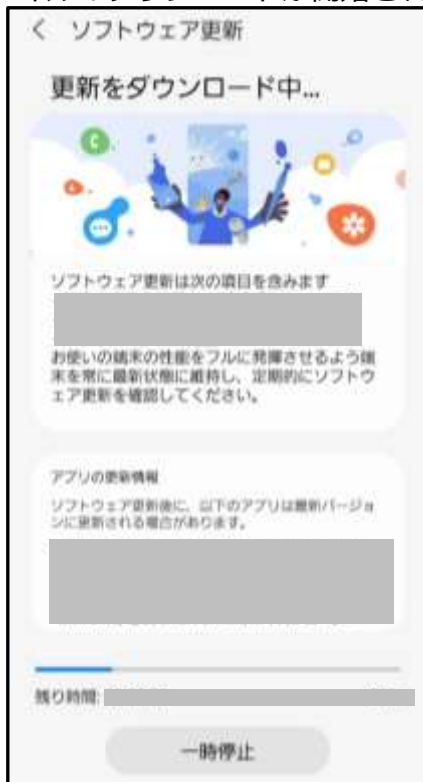 ソフトウェア更新
更新をダウンロード中...
ソフトウェア更新は次の項目を含みます
お使いの端末の性能をフルに発揮させるよう端
末を常に最新状態に維持し、定期的にソフトウ
ェア更新を確認してください。
アプリの更新情報
ソフトウェア更新後に、以下のアプリは最新バージョ
ンに更新される場合があります。
残り時間:
一時停止